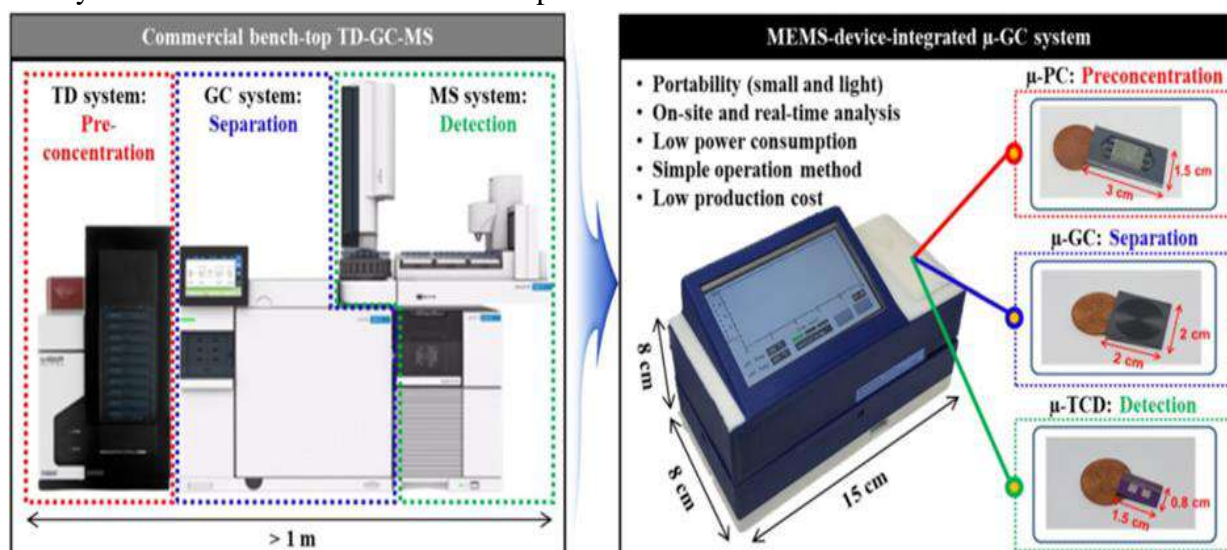 Commercial bench-top TD-GC-MS
TD system:
Pre-
concentration
GC system:
Separation
MS system:
Detection
> 1 m
MEMS-device-integrated μ-GC system
• Portability (small and light)
• On-site and real-time analysis
• Low power consumption
• Simple operation method
• Low production cost
8 cm
8 cm
15 cm
μ-PC: Preconcentration
3 cm
1.5 cm
μ-GC: Separation
2 cm
2 cm
μ-TCD: Detection
1.5 cm
0.8 cm